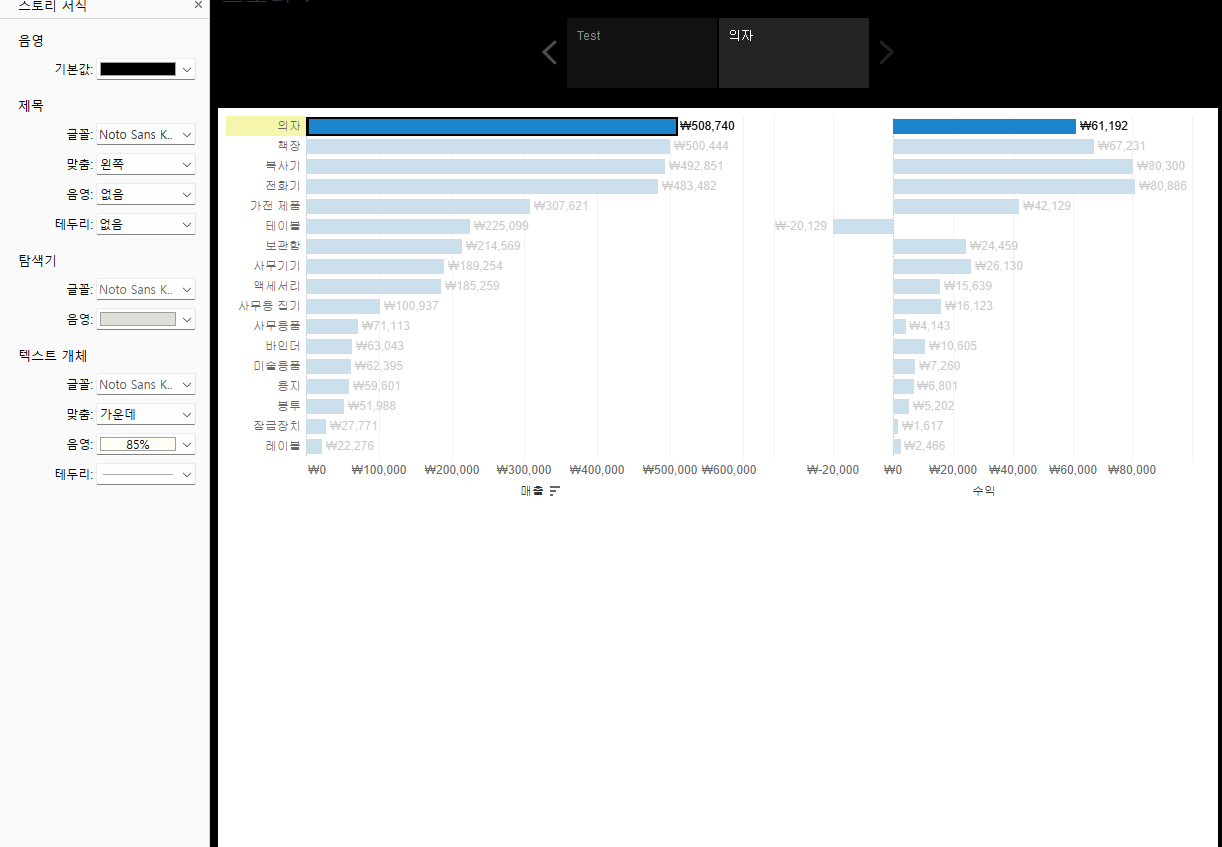 스토리 서식
음영
기본값:
제목
글꼴: Noto Sans K..
맞춤: 왼쪽
음영: 없음
테두리: 없음
탐색기
글꼴: Noto Sans K..
음영:
텍스트 개체
글꼴: Noto Sans K..
맞춤: 가운데
음영: 85%
테두리:
Test
의자
의자 ₩508,740 ₩61,192
책장 ₩500,444 ₩67,231
복사기 ₩492,851 ₩80,300
전화기 ₩483,482 ₩80,886
가전 제품 ₩307,621 ₩42,129
테이블 ₩225,099 ₩-20,129
보관함 ₩214,569 ₩24,459
사무기기 ₩189,254 ₩26,130
액세서리 ₩185,259 ₩15,639
사무용 집기 ₩100,937 ₩16,123
사무용품 ₩71,113 ₩4,143
바인더 ₩63,043 ₩10,605
미술용품 ₩62,395 ₩7,260
용지 ₩59,601 ₩6,801
봉투 ₩51,988 ₩5,202
잠금장치 ₩27,771 ₩1,617
레이블 ₩22,276 ₩2,466
₩0 ₩100,000 ₩200,000 ₩300,000 ₩400,000 ₩500,000 ₩600,000 ₩-20,000 ₩0 ₩20,000 ₩40,000 ₩60,000 ₩80,000
매출 수익